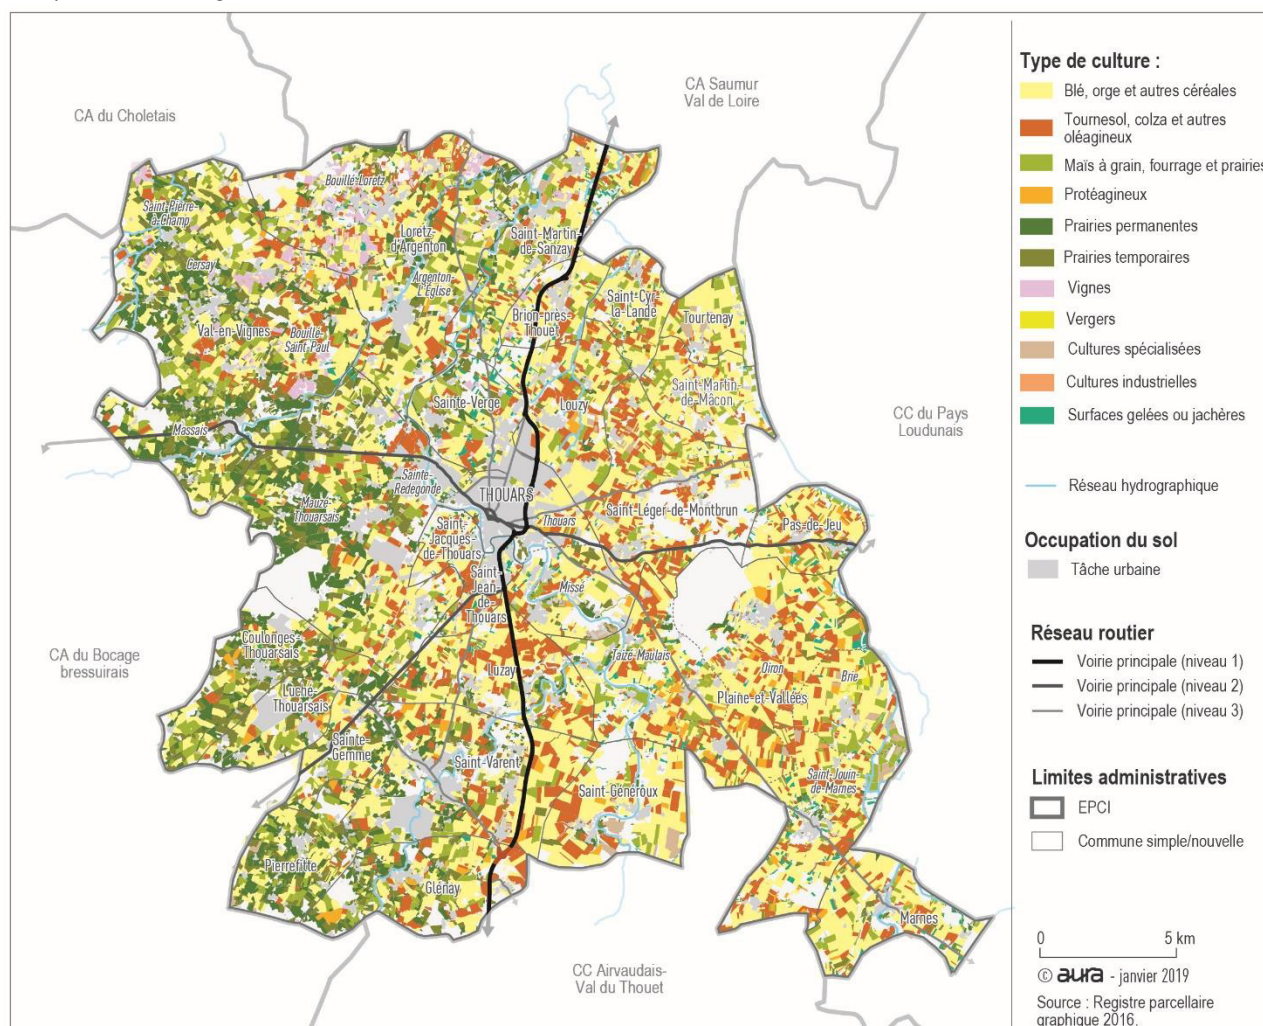 CA Saumur
Val de Loire
CA du Choletais
Bouillé-Loretz
Saint-Pierre-
à-Champ
Loretz-
d'Argenton
Saint-Martin-
de-Sanzay
Cersay
Argenton-
L'Église
Saint-Cyr-
la-Lande
Brion-près-
Thouet
Tourtenay
Val-en-Vignes
Bouillé-
Saint-Paul
Saint-Martin-
de-Mâcon
Sainte-Verge
Louzy
CC du Pays
Loudunais
Massais
Sainte-
Radegonde
THOUARS
Mauzé-
Thouarsais
Saint-Léger-de-Montbrun
Thouars
Pas-de-Jeu
Saint-
Jacques-
de-Thouars
Saint-
Jean-
de-
Thouars
Missé
CA du Bocage
bressuirais
Coulonges-
Thouarsais
Taizé-Maulais
Luzay
Oiron
Brie
Luché-
Thouarsais
Plaine-et-Vallées
Sainte-
Gemme
Saint-Varent
Saint-Généroux
Saint-Jouin-
de-Marnes
Pierrefitte
Glénay
Marnes
CC Airvaudais-
Val du Thouet
Type de culture :
Blé, orge et autres céréales
Tournesol, colza et autres
oléagineux
Maïs à grain, fourrage et prairies
Protéagineux
Prairies permanentes
Prairies temporaires
Vignes
Vergers
Cultures spécialisées
Cultures industrielles
Surfaces gelées ou jachères
Réseau hydrographique
Occupation du sol
Tâche urbaine
Réseau routier
Voirie principale (niveau 1)
Voirie principale (niveau 2)
Voirie principale (niveau 3)
Limites administratives
EPCI
Commune simple/nouvelle
0 5 km
© aura - janvier 2019
Source : Registre parcellaire
graphique 2016.